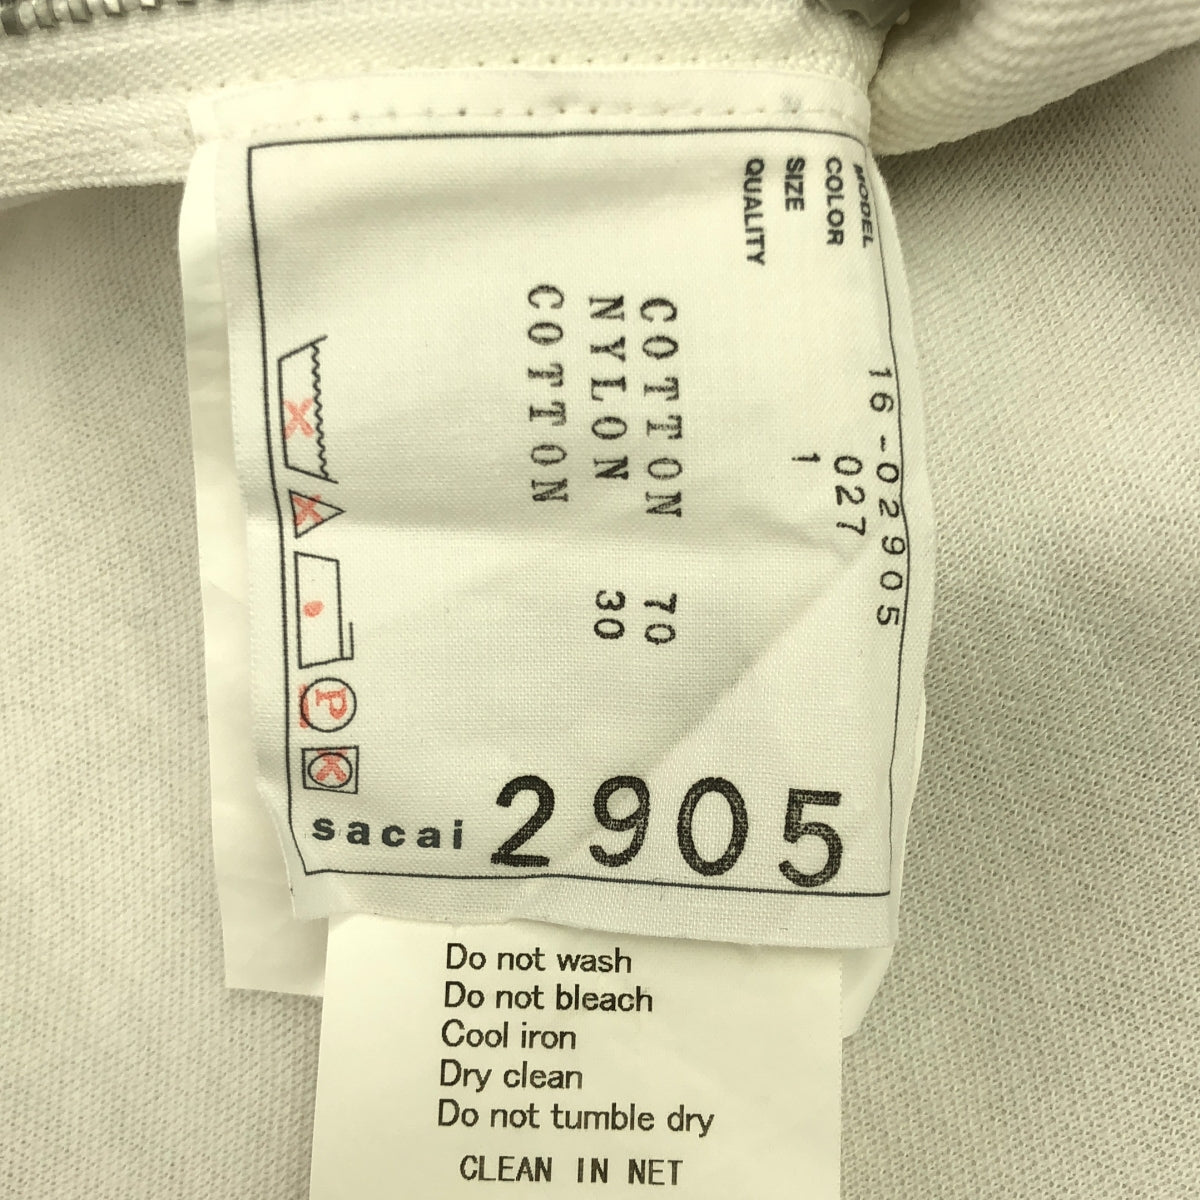 MODEL 16-02905
COLOR 027
SIZE 1
QUALITY
COTTON 70
NYLON 30
COTTON
P
sacai 2905
Do not wash
Do not bleach
Cool iron
Dry clean
Do not tumble dry
CLEAN IN NET